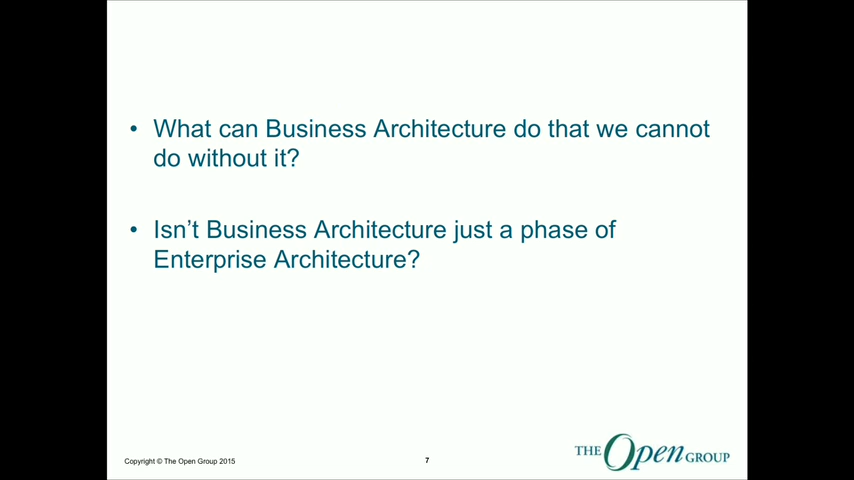 • What can Business Architecture do that we cannot
do without it?
• Isn’t Business Architecture just a phase of
Enterprise Architecture?
Copyright © The Open Group 2015
7
THE Open GROUP